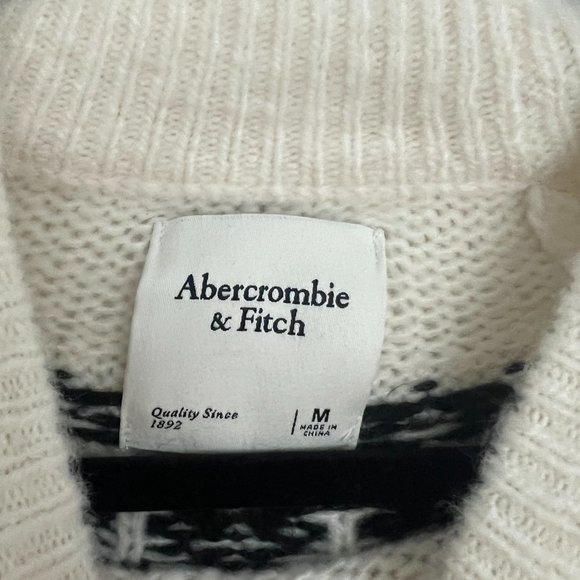 Abercrombie
& Fitch
Quality Since
1892
M
MADE IN
CHINA